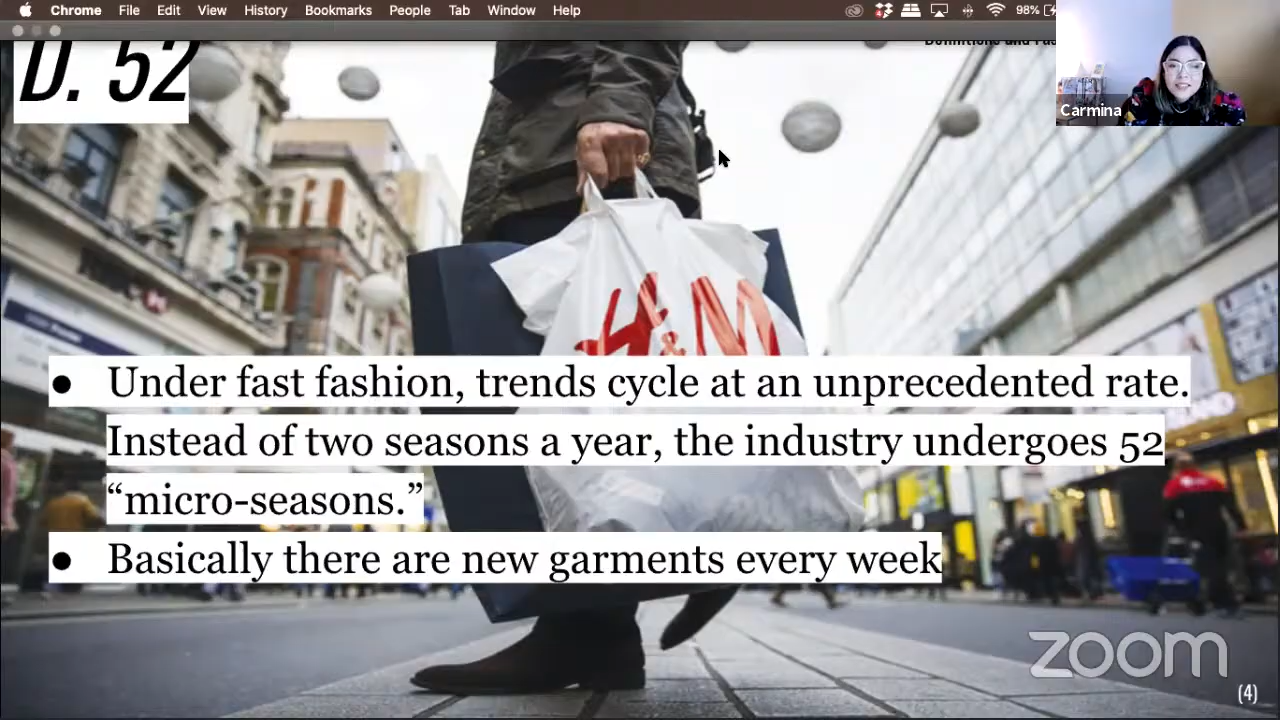 Chrome File Edit View History Bookmarks People Tab Window Help
98%
D. 52
Carmina
H&M
● Under fast fashion, trends cycle at an unprecedented rate.
Instead of two seasons a year, the industry undergoes 52
“micro-seasons.”
● Basically there are new garments every week
zoom
(4)